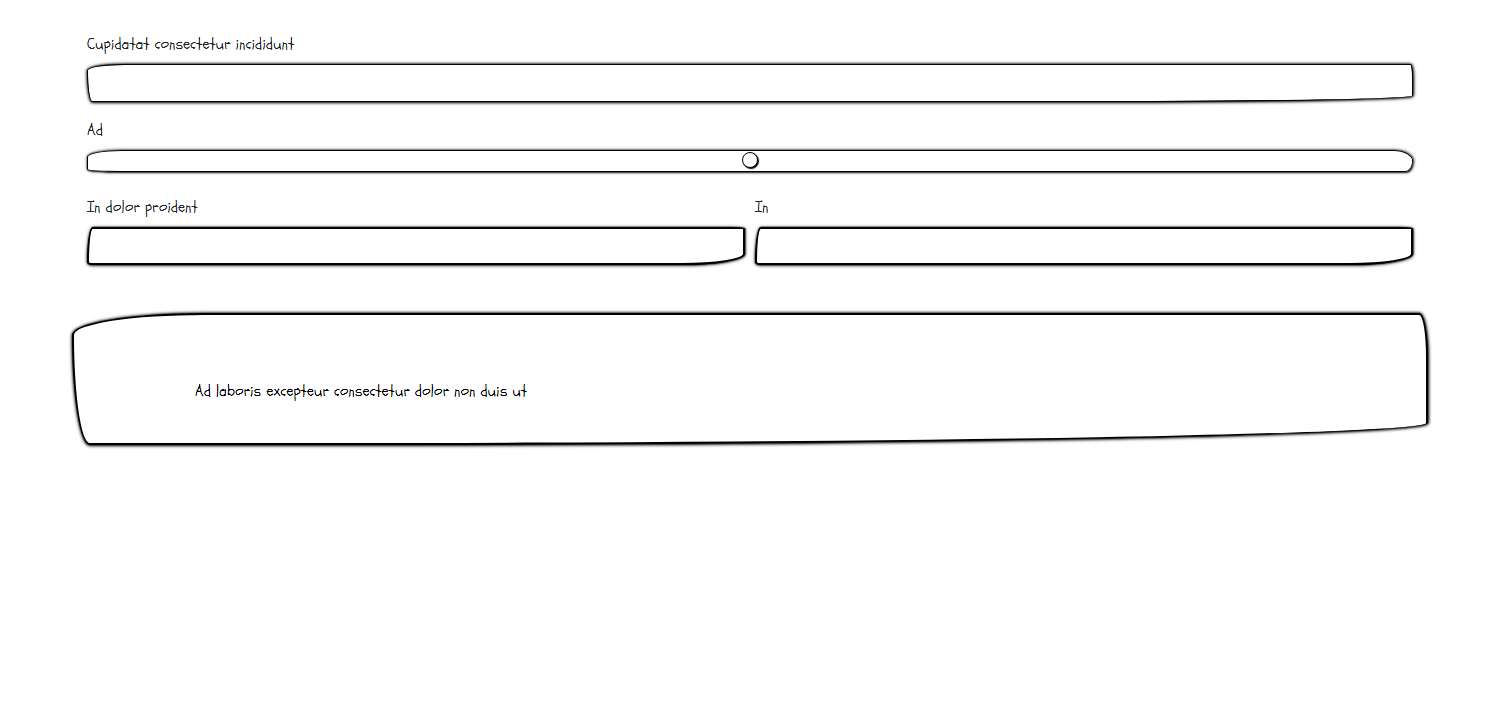 Cupidatat consectetur incididunt
Ad
In dolor proident
In
Ad laboris excepteur consectetur dolor non duis ut